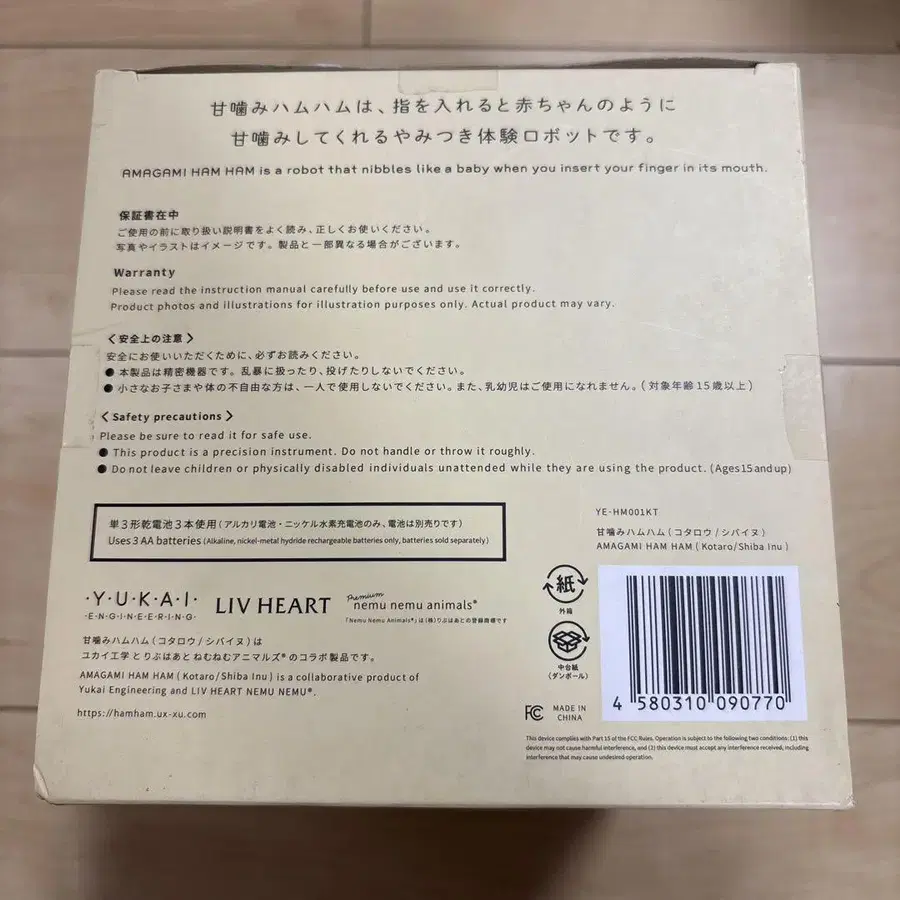 甘噛みハムハムは、指を入れると赤ちゃんのように
甘噛みしてくれるやみつき体験ロボットです。
AMAGAMI HAM HAM is a robot that nibbles like a baby when you insert your finger in its mouth.
保証書在中
ご使用の前に取り扱い説明書をよく読み、正しくお使いください。
写真やイラストはイメージです。製品と一部異なる場合がございます。
Warranty
Please read the instruction manual carefully before use and use it correctly.
Product photos and illustrations for illustration purposes only. Actual product may vary.
〈安全上の注意〉
安全にお使いいただくために、必ずお読みください。
● 本製品は精密機器です。乱暴に扱ったり、投げたりしないでください。
● 小さなお子さまや体の不自由な方は、一人で使用しないでください。また、乳幼児はご使用になれません。(対象年齢15歳以上)
〈Safety precautions〉
Please be sure to read it for safe use.
● This product is a precision instrument. Do not handle or throw it roughly.
● Do not leave children or physically disabled individuals unattended while they are using the product. (Ages15andup)
単3形乾電池3本使用(アルカリ電池・ニッケル水素充電池のみ、電池は別売りです)
Uses 3 AA batteries (Alkaline, nickel-metal hydride rechargeable batteries only, batteries sold separately)
YE-HM001KT
甘噛みハムハム(コタロウ/シバイヌ)
AMAGAMI HAM HAM (Kotaro/Shiba Inu)
·Y·U·K·A·I·
·E·N·G·I·N·E·E·R·I·N·G·
LIV HEART
Premium
nemu nemu animals®
「Nemu Nemu Animals®」は(株)りぶはあとの登録商標です
甘噛みハムハム(コタロウ/シバイヌ)は
ユカイ工学 とりぶはあと ねむねむアニマルズ® のコラボ製品です。
AMAGAMI HAM HAM (Kotaro/Shiba Inu) is a collaborative product of
Yukai Engineering and LIV HEART NEMU NEMU®.
https://hamham.ux-xu.com
紙
外箱
中台紙
(ダンボール)
FC
MADE IN
CHINA
4 580310 090770
This device complies with Part 15 of the FCC Rules. Operation is subject to the following two conditions: (1) this
device may not cause harmful interference, and (2) this device must accept any interference received, including
interference that may cause undesired operation.